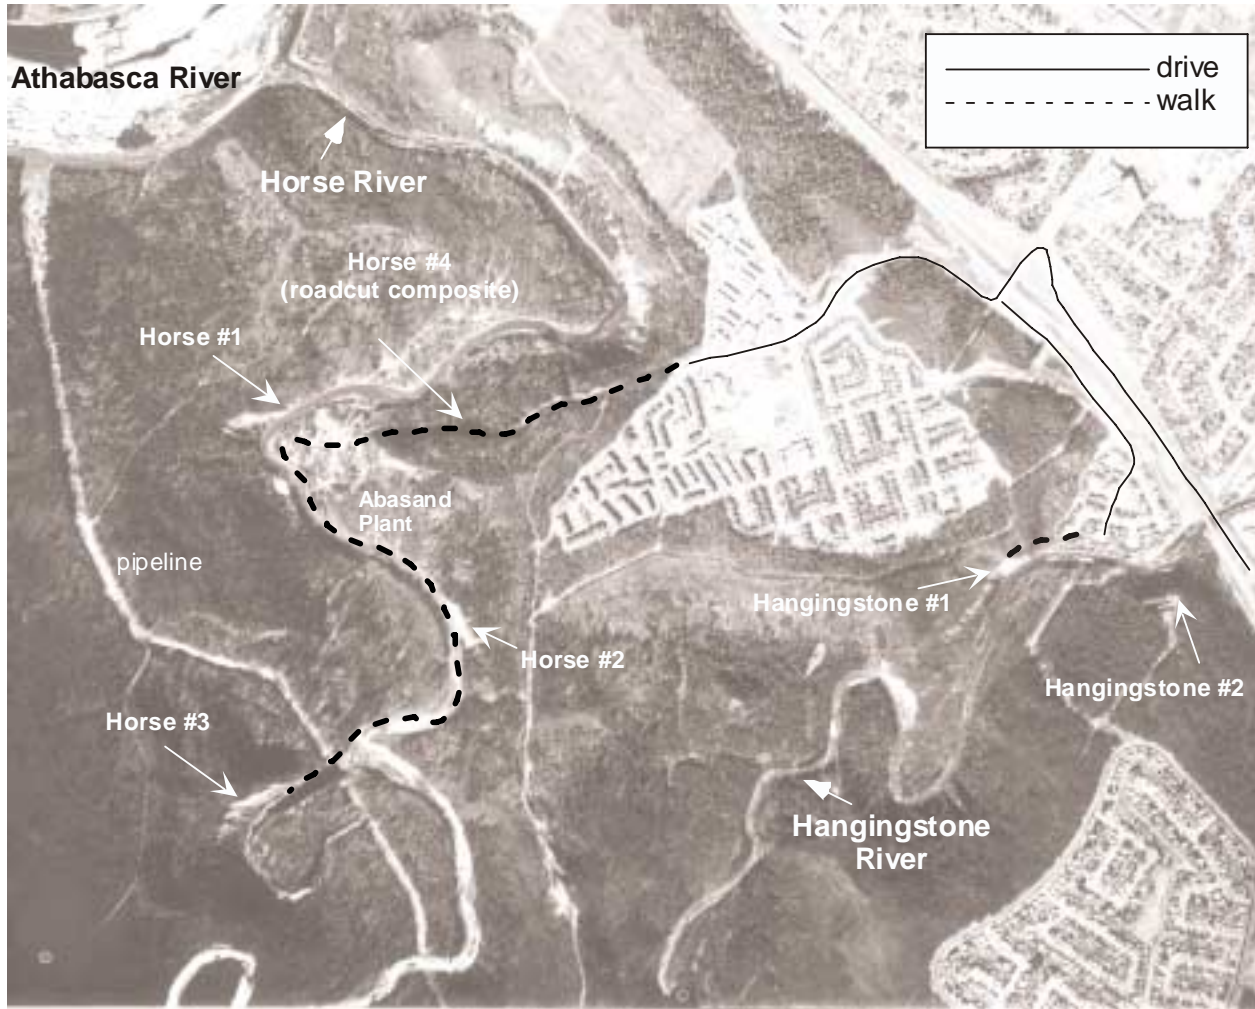 drive
walk
Athabasca River
Horse River
Horse #4
(roadcut composite)
Horse #1
Abasand
Plant
pipeline
Hangingstone #1
Horse #2
Hangingstone #2
Horse #3
Hangingstone
River